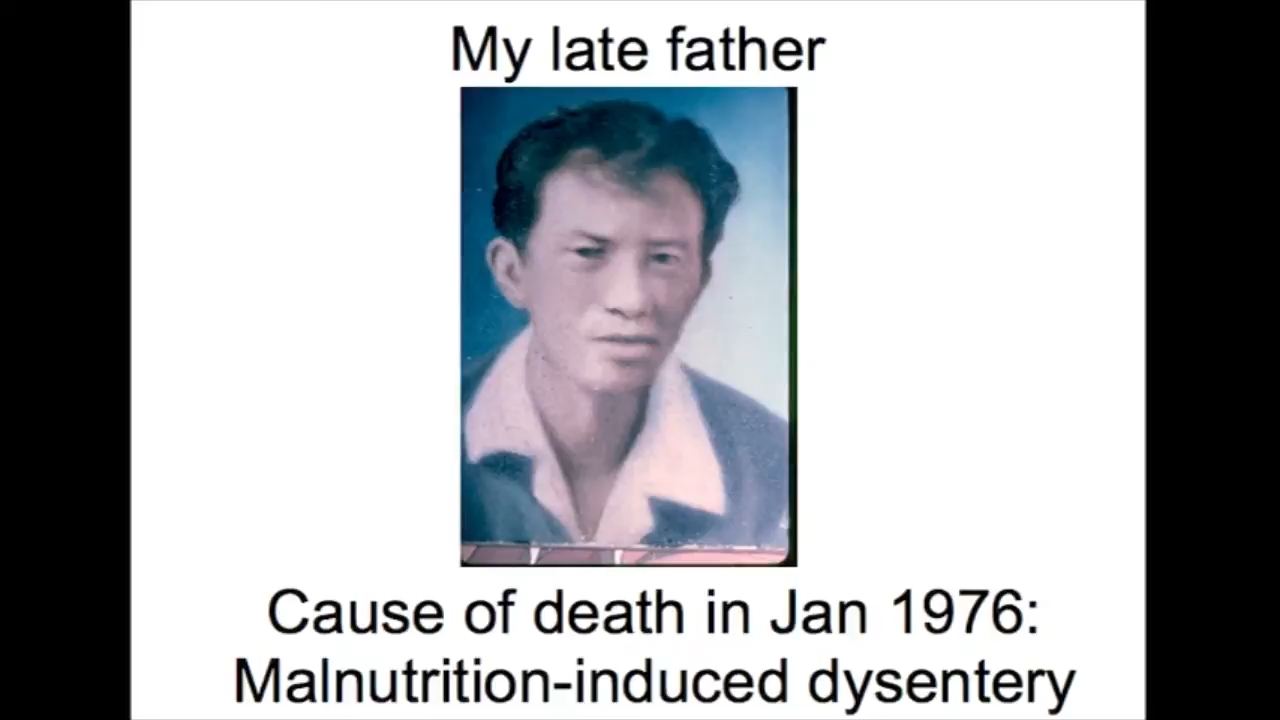 My late father
Cause of death in Jan 1976:
Malnutrition-induced dysentery